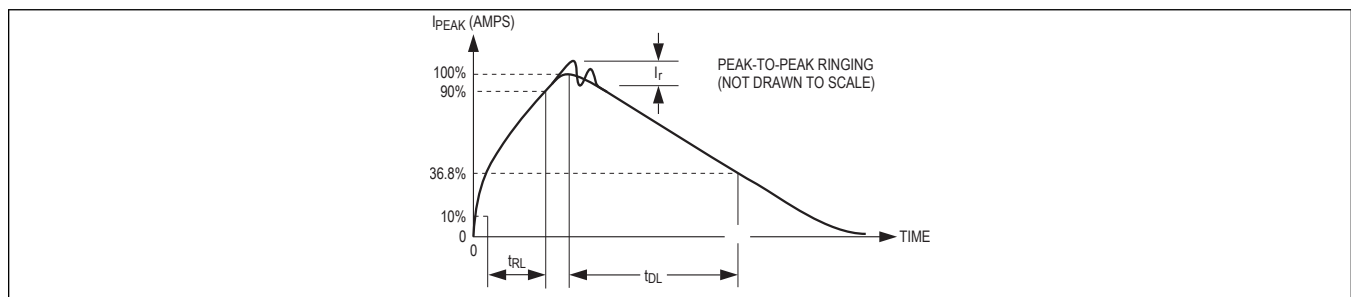 IPEAK (AMPS)
100%
90%
36.8%
10%
0
0
Ir
PEAK-TO-PEAK RINGING
(NOT DRAWN TO SCALE)
TIME
tRL
tDL